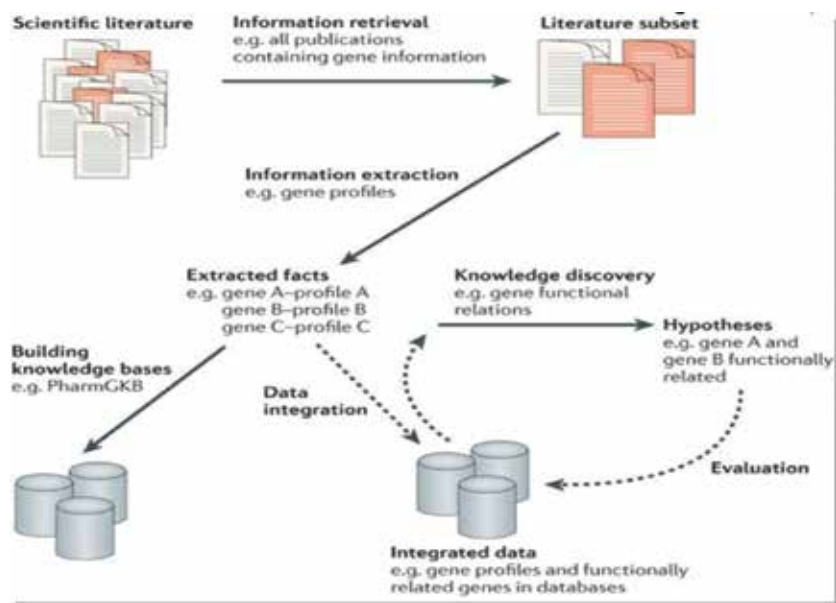 Scientific literature
Information retrieval
e.g. all publications
containing gene information
Literature subset
Information extraction
e.g. gene profiles
Extracted facts
e.g. gene A–profile A
gene B–profile B
gene C–profile C
Knowledge discovery
e.g. gene functional
relations
Hypotheses
e.g. gene A and
gene B functionally
related
Building
knowledge bases
e.g. PharmGKB
Data
integration
Evaluation
Integrated data
e.g. gene profiles and functionally
related genes in databases